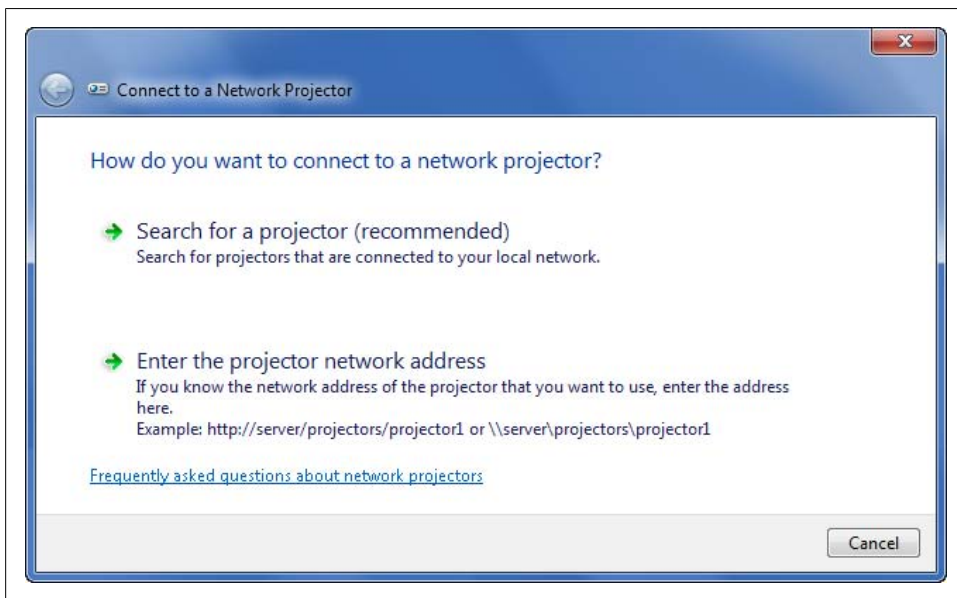 Connect to a Network Projector
How do you want to connect to a network projector?
Search for a projector (recommended)
Search for projectors that are connected to your local network.
Enter the projector network address
If you know the network address of the projector that you want to use, enter the address
here.
Example: http://server/projectors/projector1 or \\server\projectors\projector1
Frequently asked questions about network projectors
Cancel